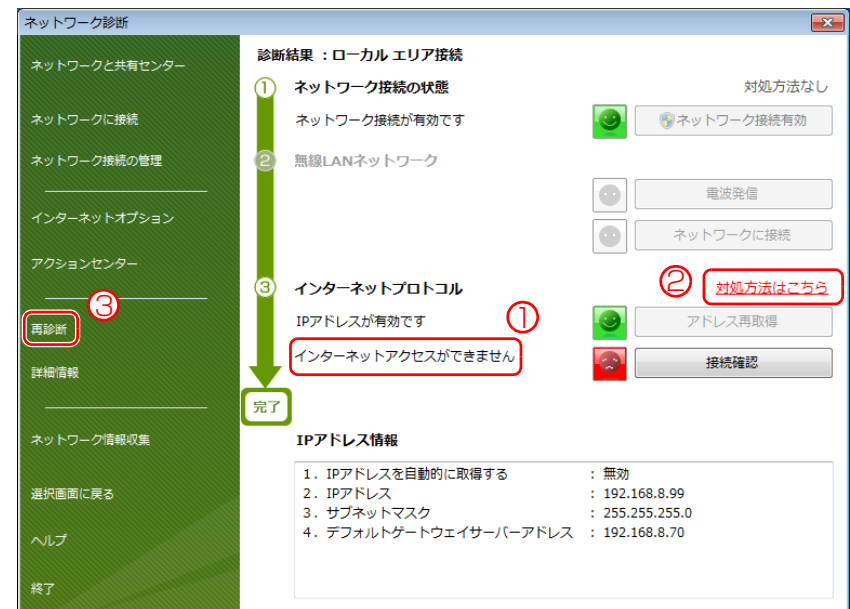 ネットワーク診断
ネットワークと共有センター
ネットワークに接続
ネットワーク接続の管理
インターネットオプション
アクションセンター
③
再診断
詳細情報
ネットワーク情報収集
選択画面に戻る
ヘルプ
終了
診断結果 : ローカル エリア接続
① ネットワーク接続の状態 対処方法なし
ネットワーク接続が有効です ネットワーク接続有効
② 無線LANネットワーク
電波発信
ネットワークに接続
③ インターネットプロトコル ② 対処方法はこちら
IPアドレスが有効です ① アドレス再取得
インターネットアクセスができません 接続確認
完了
IPアドレス情報
1. IPアドレスを自動的に取得する : 無効
2. IPアドレス : 192.168.8.99
3. サブネットマスク : 255.255.255.0
4. デフォルトゲートウェイサーバーアドレス : 192.168.8.70